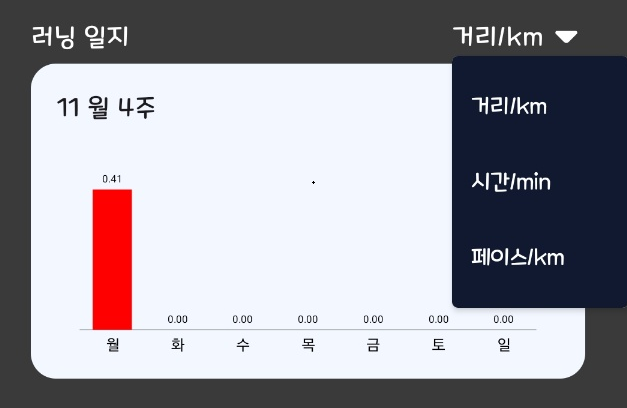 러닝 일지
거리/km
11 월 4주
거리/km
시간/min
페이스/km
0.41
0.00 0.00 0.00 0.00 0.00 0.00
월 화 수 목 금 토 일